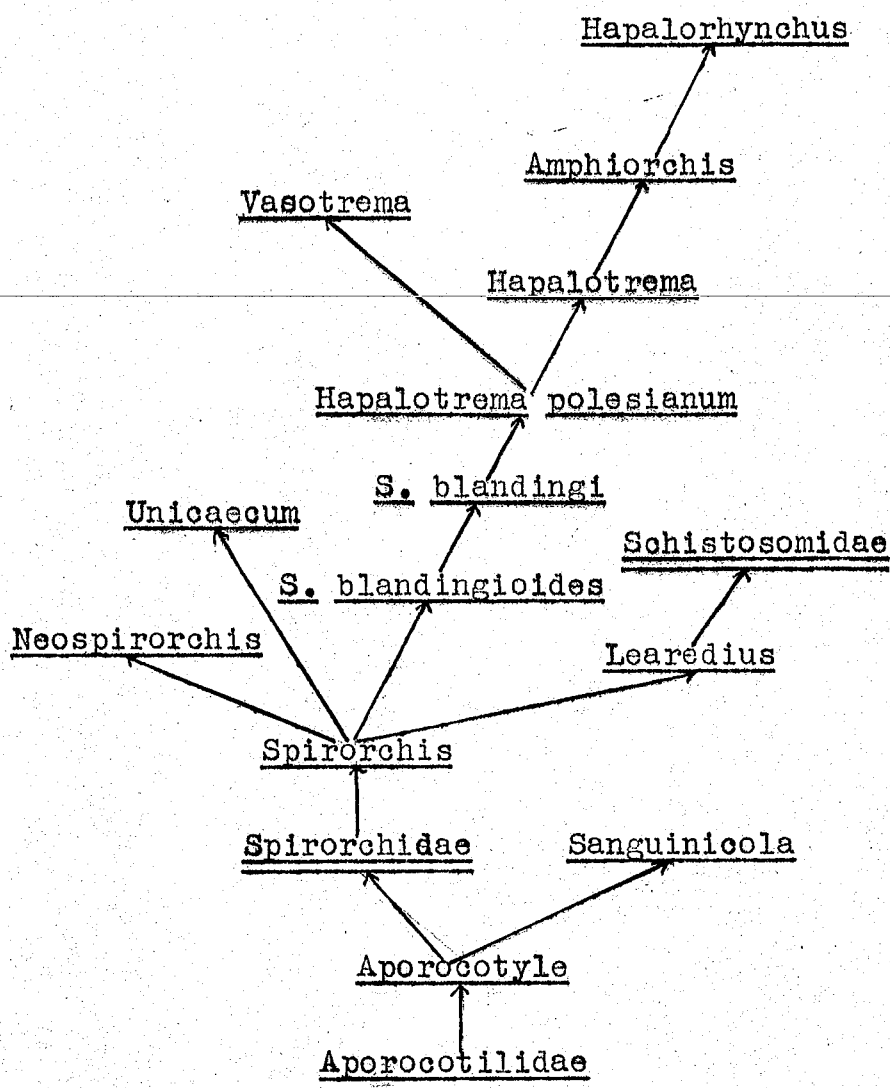 Hapalorhynchus
Amphiorchis
Vasotrema
Hapalotrema
Hapalotrema polesianum
S. blandingi
Unicaecum
Schistosomidae
S. blandingioides
Neospirorchis
Learedius
Spirorchis
Spirorchidae
Sanguinicola
Aporocotyle
Aporocotilidae